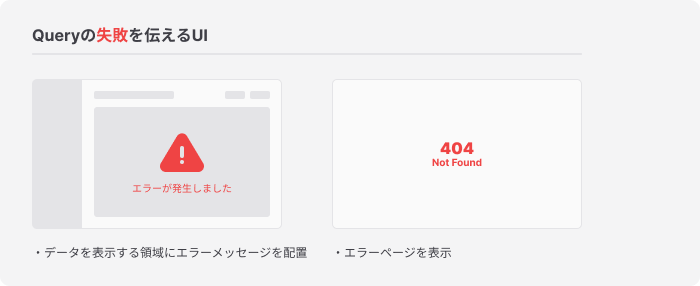 Queryの失敗を伝えるUI
エラーが発生しました
404
Not Found
・データを表示する領域にエラーメッセージを配置
・エラーページを表示